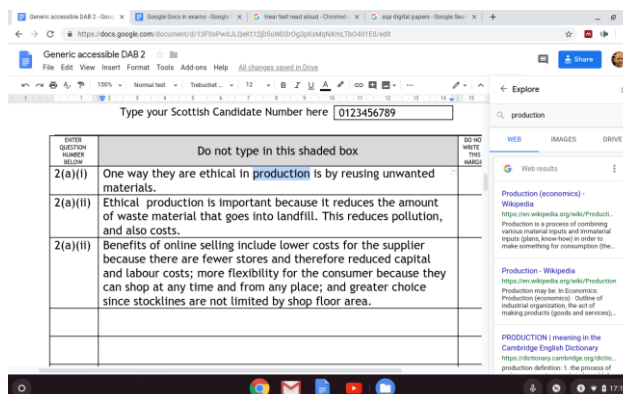 Generic accessible DAB 2 - Goog
Google Docs in exams - Google
Hear text read aloud - Chromeb
sqa digital papers - Google Sear
https://docs.google.com/document/d/13F0sPwdJLQeKt12jD5uWD3rOg3pKxMqNXmLTbO401E0/edit
Generic accessible DAB 2
File Edit View Insert Format Tools Add-ons Help All changes saved in Drive
Share
150% Normal text Trebuchet... 12 B I U A
Explore
Type your Scottish Candidate Number here 0123456789
production
WEB IMAGES DRIVE
ENTER
QUESTION
NUMBER
BELOW
Do not type in this shaded box
DO NO
WRITE
THIS
MARGI
2(a)(i) One way they are ethical in production is by reusing unwanted
materials.
2(a)(ii) Ethical production is important because it reduces the amount
of waste material that goes into landfill. This reduces pollution,
and also costs.
2(a)(ii) Benefits of online selling include lower costs for the supplier
because there are fewer stores and therefore reduced capital
and labour costs; more flexibility for the consumer because they
can shop at any time and from any place; and greater choice
since stocklines are not limited by shop floor area.
Web results
Production (economics) -
Wikipedia
https://en.wikipedia.org/wiki/Producti...
Production is a process of combining
various material inputs and immaterial
inputs (plans, know-how) in order to
make something for consumption (the...
Production - Wikipedia
https://en.wikipedia.org/wiki/Production
Production may be: In Economics:
Production (economics) · Outline of
industrial organization, the act of
making products (goods and services);...
PRODUCTION | meaning in the
Cambridge English Dictionary
https://dictionary.cambridge.org/dictio...
production definition: 1. the process of
17:1